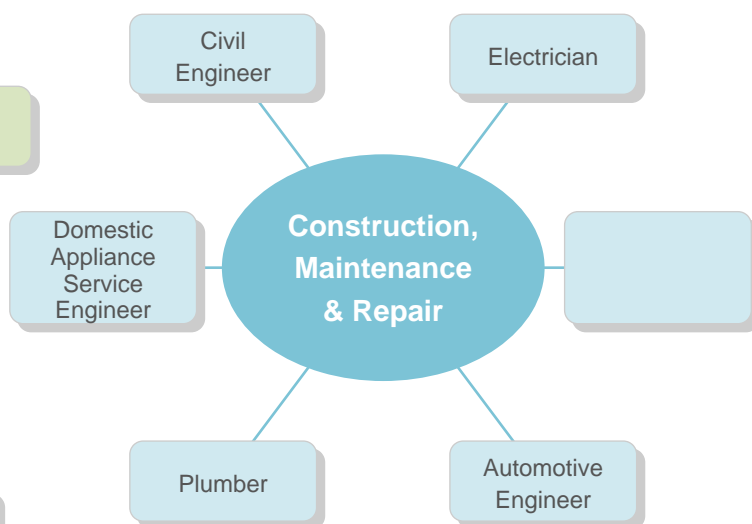 Civil
Engineer
Electrician
Domestic
Appliance
Service
Engineer
Construction,
Maintenance
& Repair
Plumber
Automotive
Engineer